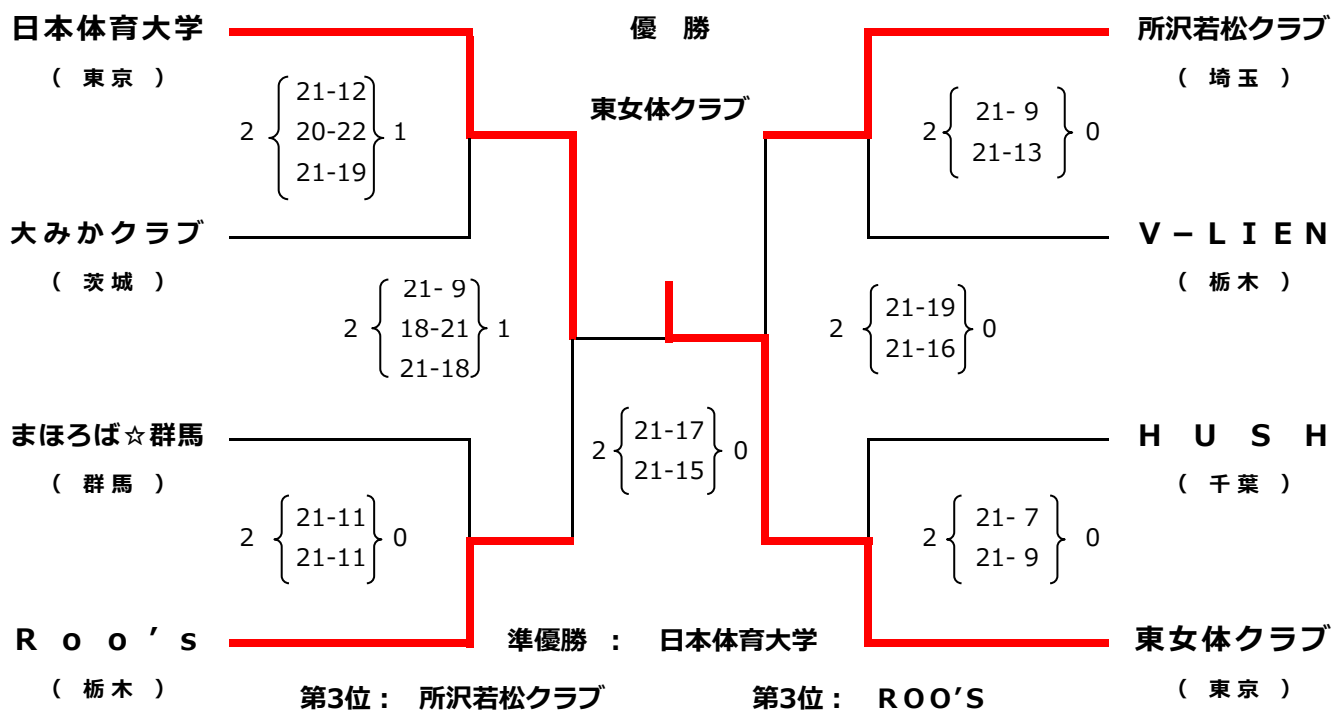 日本体育大学 優 勝 所沢若松クラブ
( 東京 ) ( 埼玉 )
東女体クラブ
2 21-12 20-22 21-19 1
2 21- 9 21-13 0
大みかクラブ V－LIEN
( 茨城 ) ( 栃木 )
2 21- 9 18-21 21-18 1
2 21-19 21-16 0
まほろば☆群馬 HUSH
( 群馬 ) ( 千葉 )
2 21-17 21-15 0
2 21-11 21-11 0
2 21- 7 21- 9 0
Roo’s 準優勝 : 日本体育大学 東女体クラブ
( 栃木 ) 第3位 : 所沢若松クラブ 第3位 : ROO’S ( 東京 )